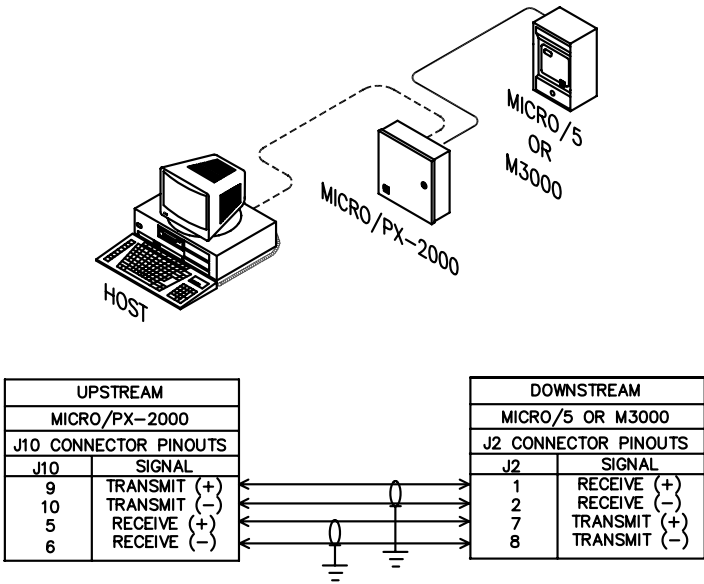 MICRO/5
OR
M3000
MICRO/PX-2000
HOST
UPSTREAM
MICRO/PX-2000
J10 CONNECTOR PINOUTS
J10 SIGNAL
9 TRANSMIT (+)
10 TRANSMIT (-)
5 RECEIVE (+)
6 RECEIVE (-)
DOWNSTREAM
MICRO/5 OR M3000
J2 CONNECTOR PINOUTS
J2 SIGNAL
1 RECEIVE (+)
2 RECEIVE (-)
7 TRANSMIT (+)
8 TRANSMIT (-)